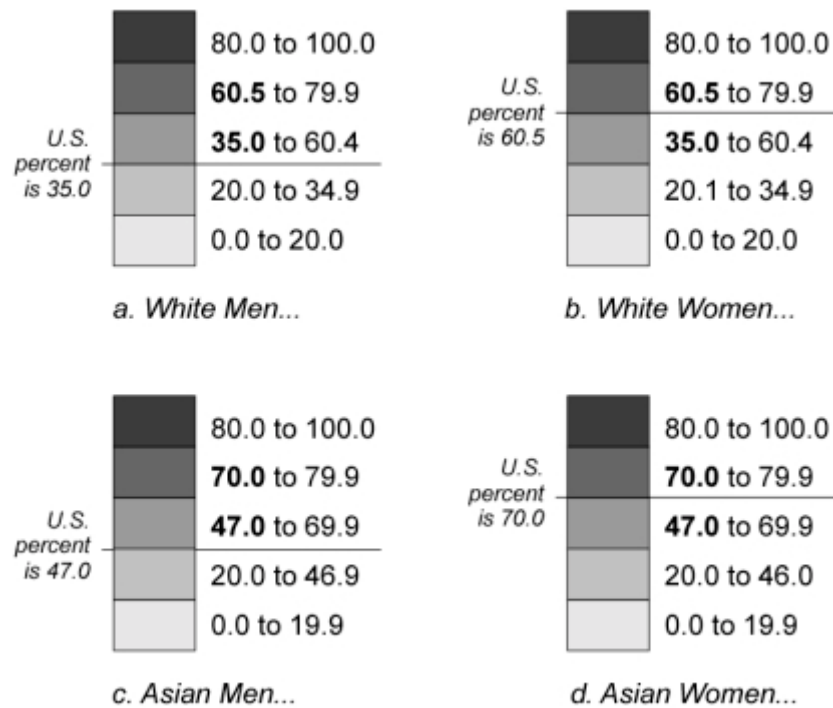 80.0 to 100.0
60.5 to 79.9
35.0 to 60.4
20.0 to 34.9
0.0 to 20.0
U.S.
percent
is 35.0
a. White Men...
80.0 to 100.0
60.5 to 79.9
35.0 to 60.4
20.1 to 34.9
0.0 to 20.0
U.S.
percent
is 60.5
b. White Women...
80.0 to 100.0
70.0 to 79.9
47.0 to 69.9
20.0 to 46.9
0.0 to 19.9
U.S.
percent
is 47.0
c. Asian Men...
80.0 to 100.0
70.0 to 79.9
47.0 to 69.9
20.0 to 46.0
0.0 to 19.9
U.S.
percent
is 70.0
d. Asian Women...